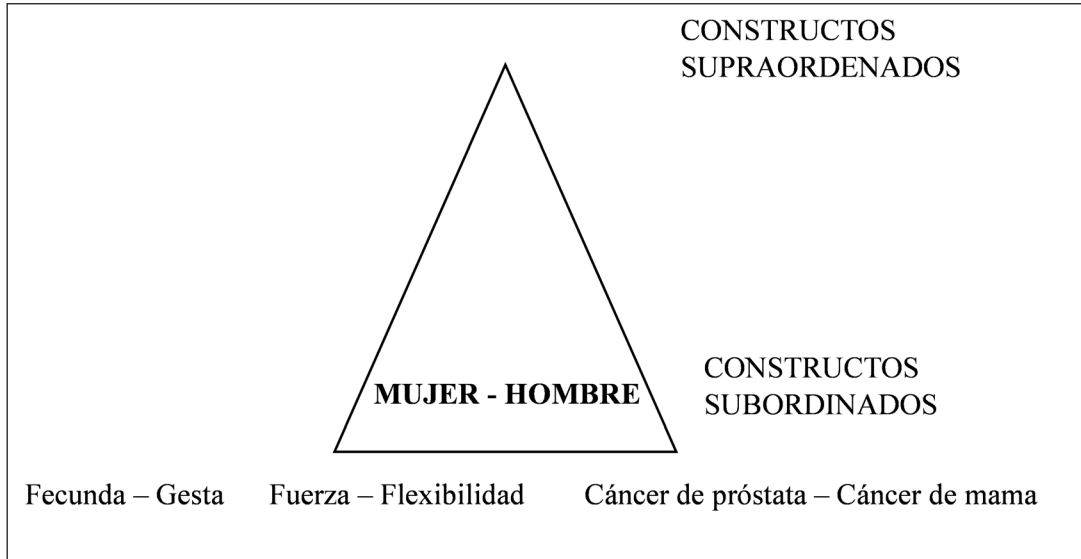 CONSTRUCTOS
SUPRAORDENADOS
CONSTRUCTOS
SUBORDINADOS
MUJER - HOMBRE
Fecunda – Gesta Fuerza – Flexibilidad Cáncer de próstata – Cáncer de mama